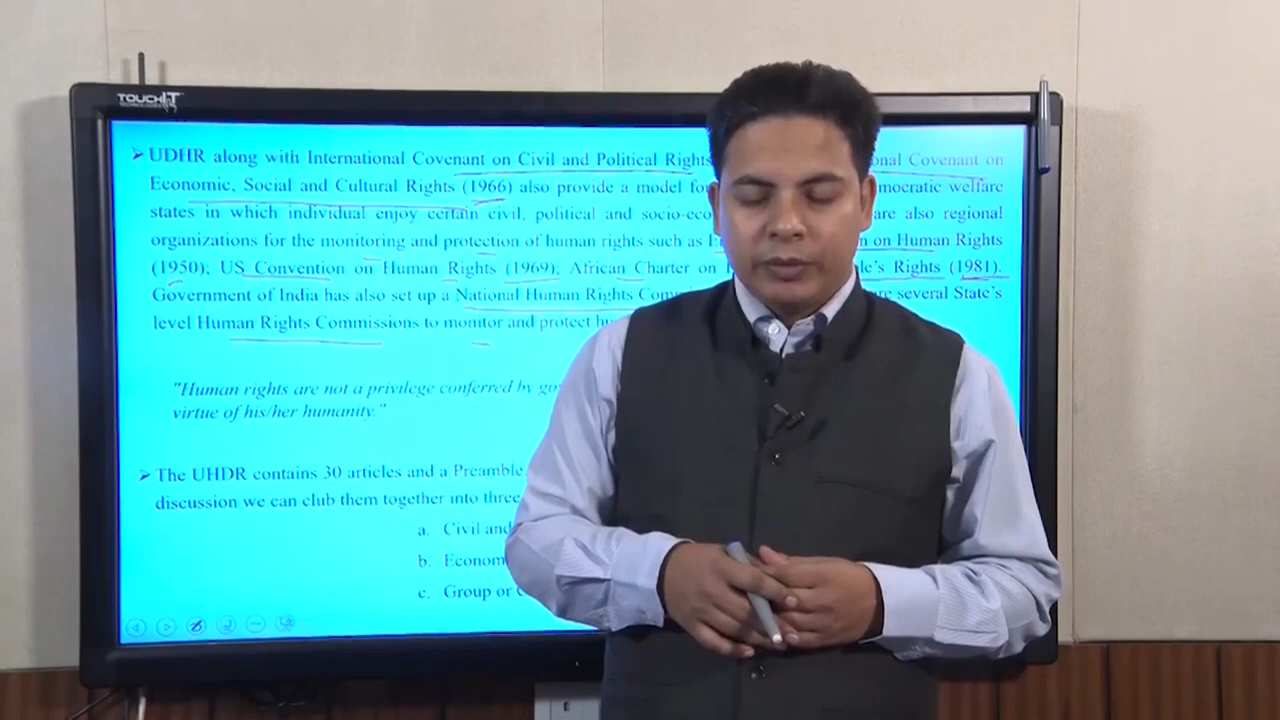 TOUCHIT
TECHNOLOGIES
➢ UDHR along with International Covenant on Civil and Political Rights onal Covenant on
Economic, Social and Cultural Rights (1966) also provide a model for mocratic welfare
states in which individual enjoy certain civil, political and socio-eco are also regional
organizations for the monitoring and protection of human rights such as n on Human Rights
(1950); US Convention on Human Rights (1969); African Charter on le's Rights (1981).
Government of India has also set up a National Human Rights Com re several State's
level Human Rights Commissions to monitor and protect hu
"Human rights are not a privilege conferred by go
virtue of his/her humanity."
➢ The UHDR contains 30 articles and a Preamble
discussion we can club them together into three
a. Civil and
b. Econom
c. Group or